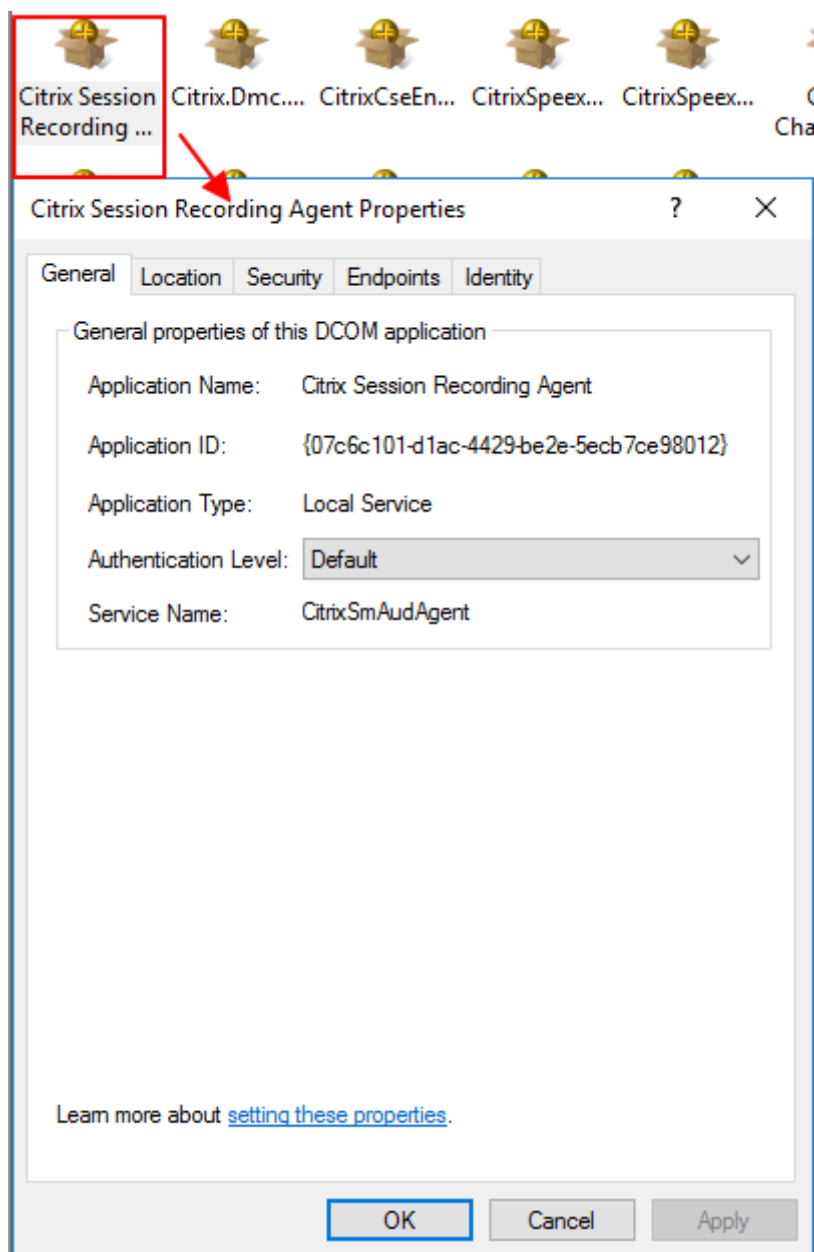 Citrix Session Recording ...
Citrix.Dmc....
CitrixCseEn...
CitrixSpeex...
CitrixSpeex...
Citrix Session Recording Agent Properties ? ×
General Location Security Endpoints Identity
General properties of this DCOM application
Application Name: Citrix Session Recording Agent
Application ID: {07c6c101-d1ac-4429-be2e-5ecb7ce98012}
Application Type: Local Service
Authentication Level: Default
Service Name: CitrixSmAudAgent
Learn more about setting these properties.
OK Cancel Apply